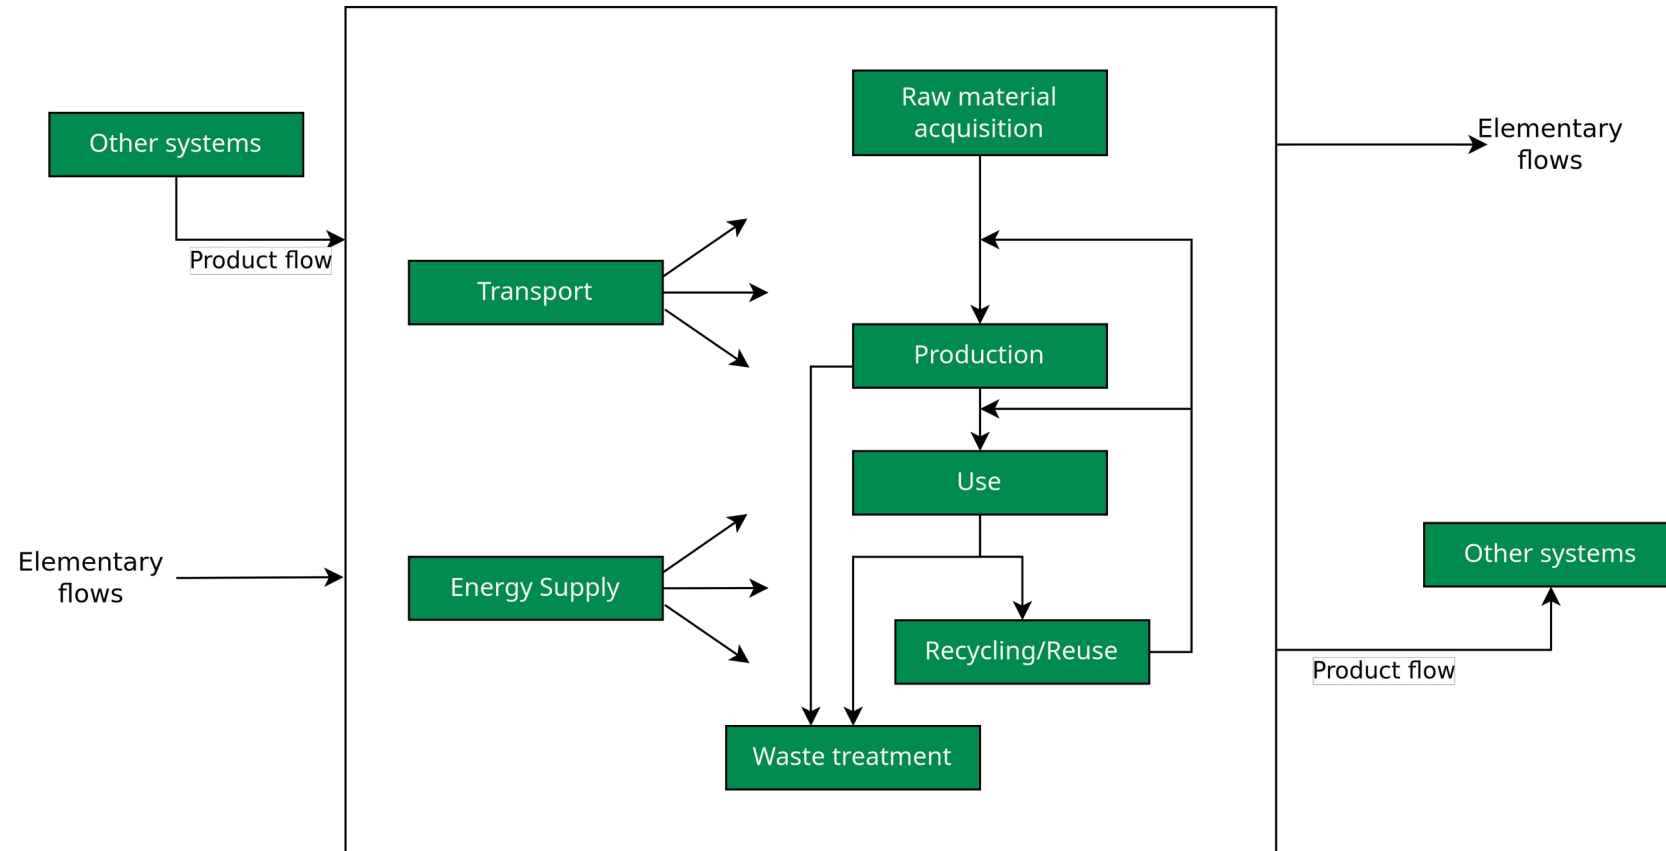 Raw material
acquisition
Other systems
Elementary
flows
Product flow
Transport
Production
Use
Elementary
flows
Energy Supply
Other systems
Recycling/Reuse
Product flow
Waste treatment